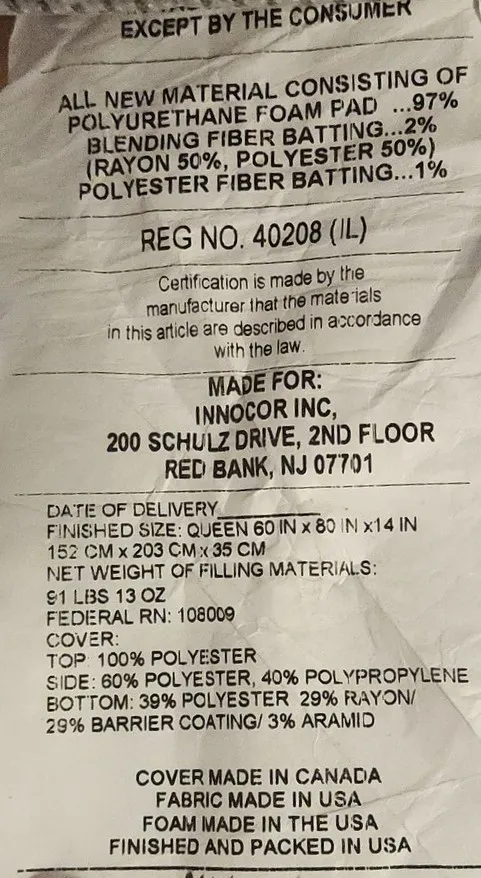 EXCEPT BY THE CONSUMER
ALL NEW MATERIAL CONSISTING OF
POLYURETHANE FOAM PAD ...97%
BLENDING FIBER BATTING...2%
(RAYON 50%, POLYESTER 50%)
POLYESTER FIBER BATTING...1%
REG NO. 40208 (IL)
Certification is made by the
manufacturer that the materials
in this article are described in accordance
with the law.
MADE FOR:
INNOCOR INC,
200 SCHULZ DRIVE, 2ND FLOOR
RED BANK, NJ 07701
DATE OF DELIVERY
FINISHED SIZE: QUEEN 60 IN x 80 IN x14 IN
152 CM x 203 CM x 35 CM
NET WEIGHT OF FILLING MATERIALS:
91 LBS 13 OZ
FEDERAL RN: 108009
COVER:
TOP: 100% POLYESTER
SIDE: 60% POLYESTER, 40% POLYPROPYLENE
BOTTOM: 39% POLYESTER 29% RAYON/
29% BARRIER COATING/ 3% ARAMID
COVER MADE IN CANADA
FABRIC MADE IN USA
FOAM MADE IN THE USA
FINISHED AND PACKED IN USA